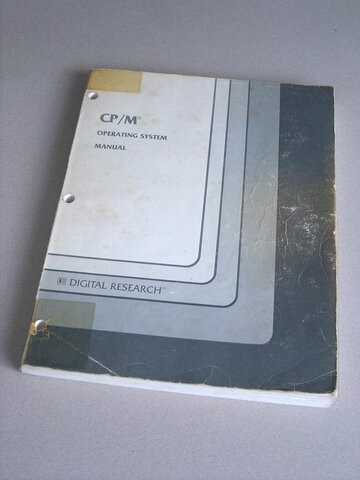 CP/M®
OPERATING SYSTEM
MANUAL
DIGITAL RESEARCH™